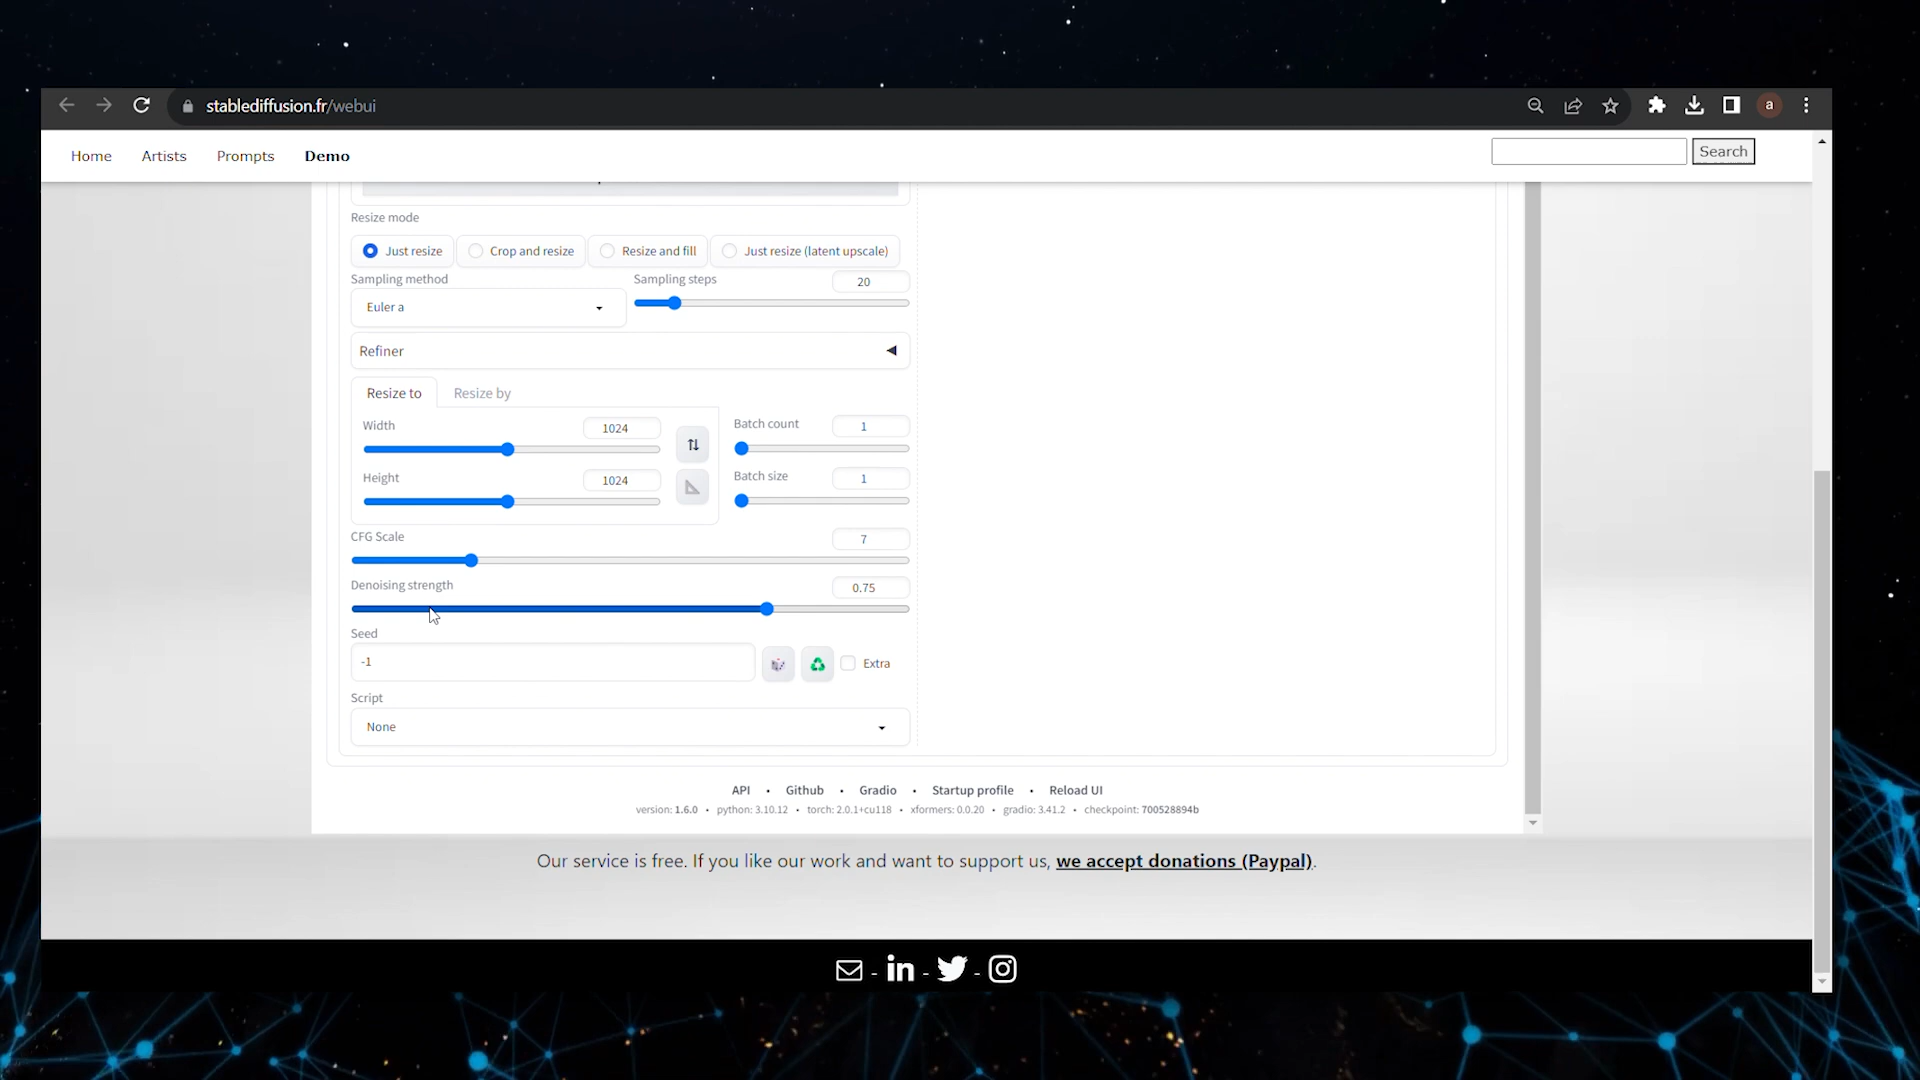 stablediffusion.fr/webui
a
Home Artists Prompts Demo Search
Resize mode
Just resize Crop and resize Resize and fill Just resize (latent upscale)
Sampling method Sampling steps 20
Euler a
Refiner
Resize to Resize by
Width 1024 Batch count 1
Height 1024 Batch size 1
CFG Scale 7
Denoising strength 0.75
Seed
-1 Extra
Script
None
API • Github • Gradio • Startup profile • Reload UI
version: 1.6.0 • python: 3.10.12 • torch: 2.0.1+cu118 • xformers: 0.0.20 • gradio: 3.41.2 • checkpoint: 700528894b
Our service is free. If you like our work and want to support us, we accept donations (Paypal).
- in - -